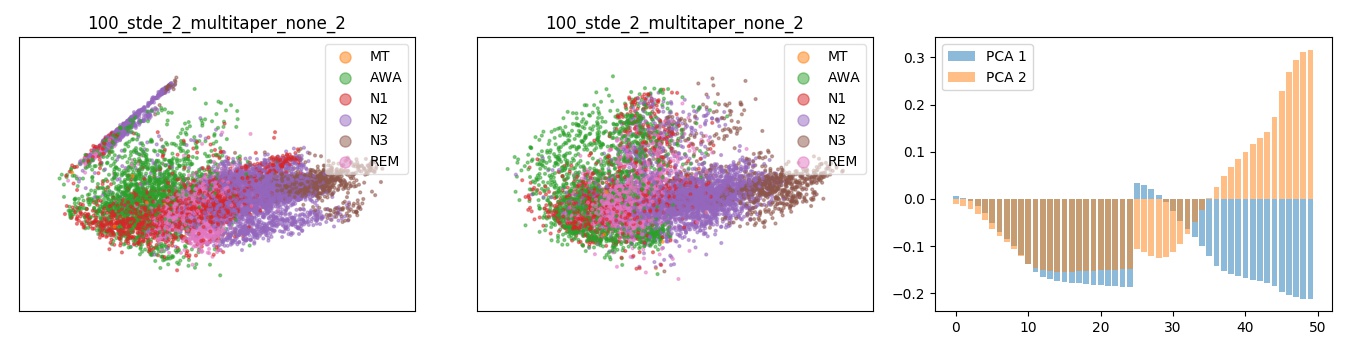 100_stde_2_multitaper_none_2
MT
AWA
N1
N2
N3
REM
100_stde_2_multitaper_none_2
MT
AWA
N1
N2
N3
REM
PCA 1
PCA 2
0.3
0.2
0.1
0.0
−0.1
−0.2
0
10
20
30
40
50